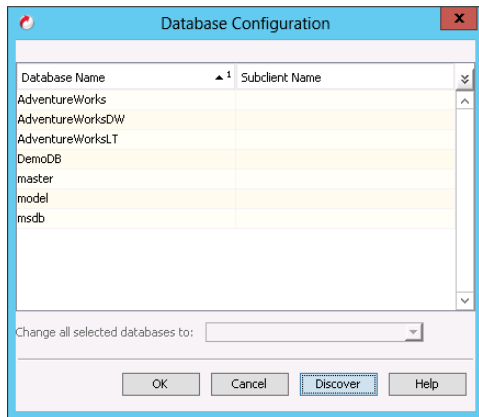 Database Configuration
x
Database Name 1 Subclient Name
AdventureWorks
AdventureWorksDW
AdventureWorksLT
DemoDB
master
model
msdb
Change all selected databases to:
OK Cancel Discover Help